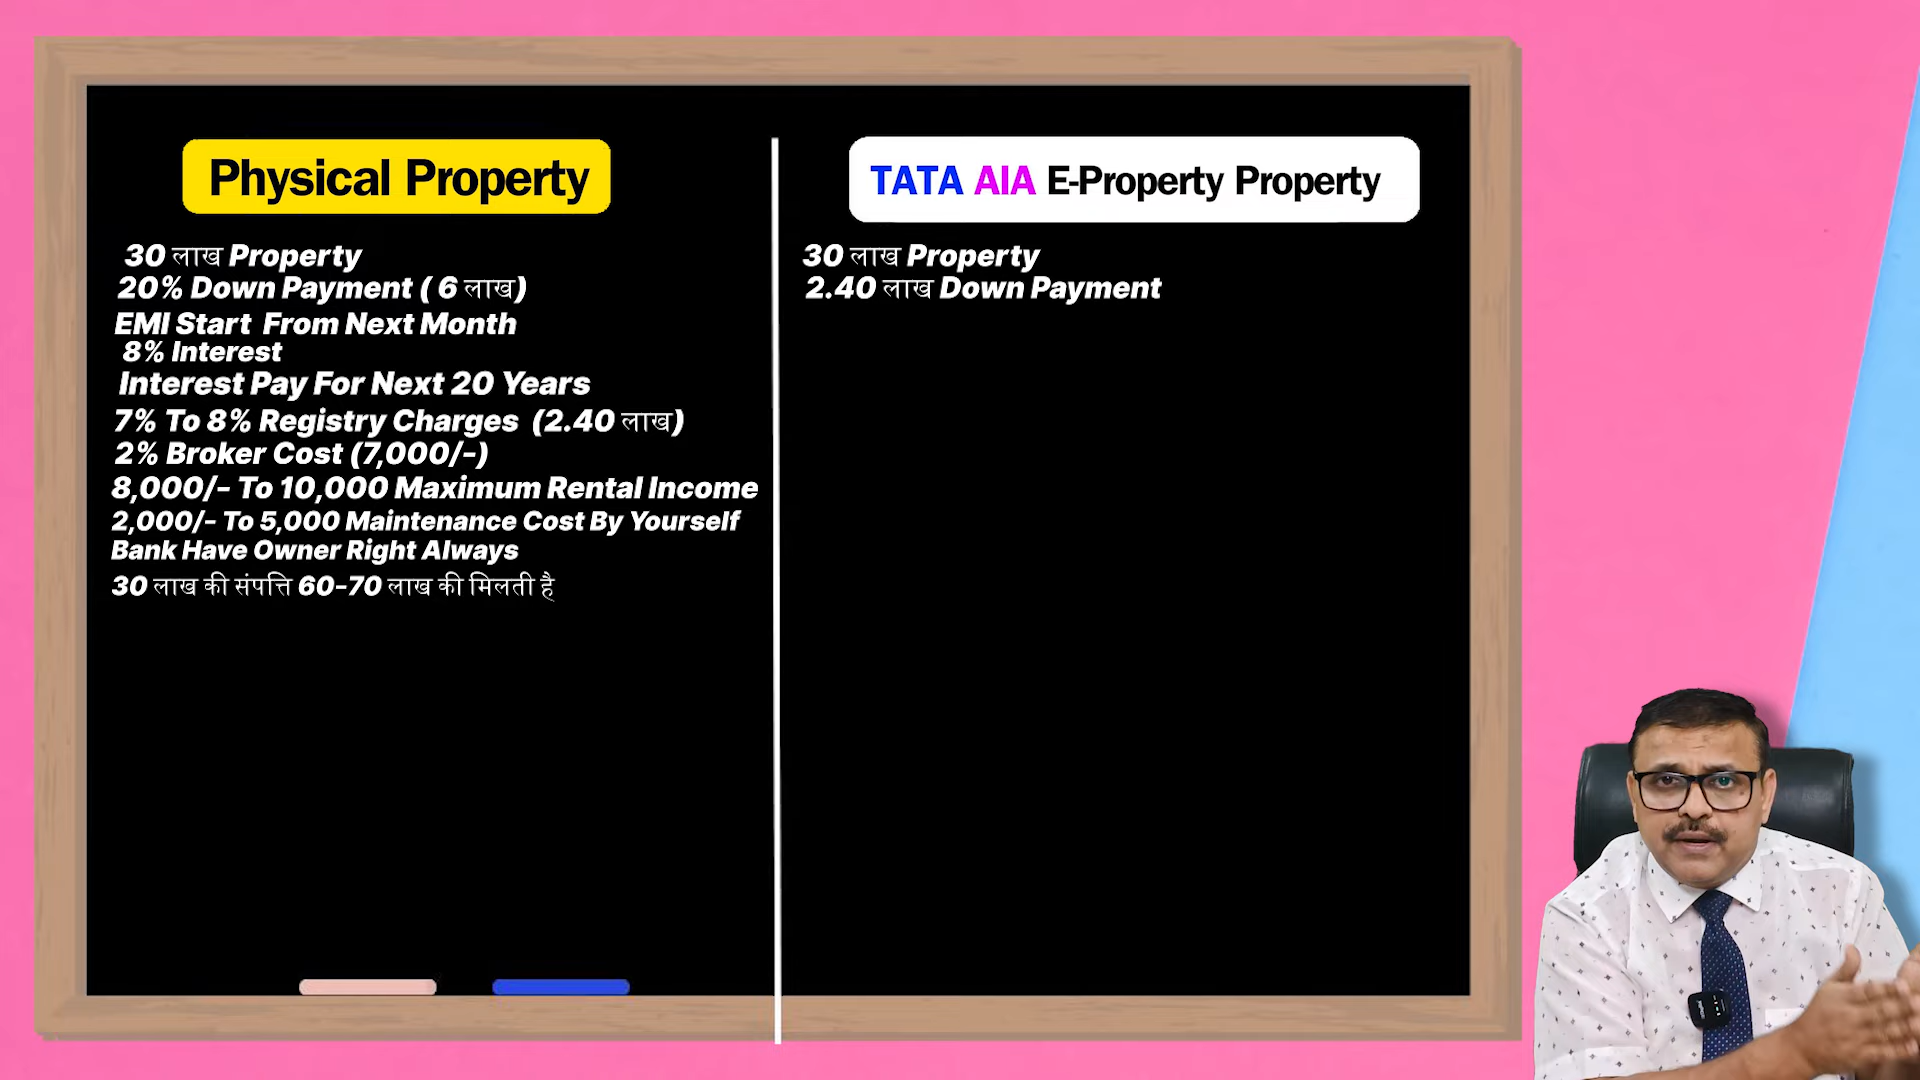 Physical Property
30 लाख Property
20% Down Payment ( 6 लाख)
EMI Start From Next Month
8% Interest
Interest Pay For Next 20 Years
7% To 8% Registry Charges (2.40 लाख)
2% Broker Cost (7,000/-)
8,000/- To 10,000 Maximum Rental Income
2,000/- To 5,000 Maintenance Cost By Yourself
Bank Have Owner Right Always
30 लाख की संपत्ति 60-70 लाख की मिलती है
TATA AIA E-Property Property
30 लाख Property
2.40 लाख Down Payment